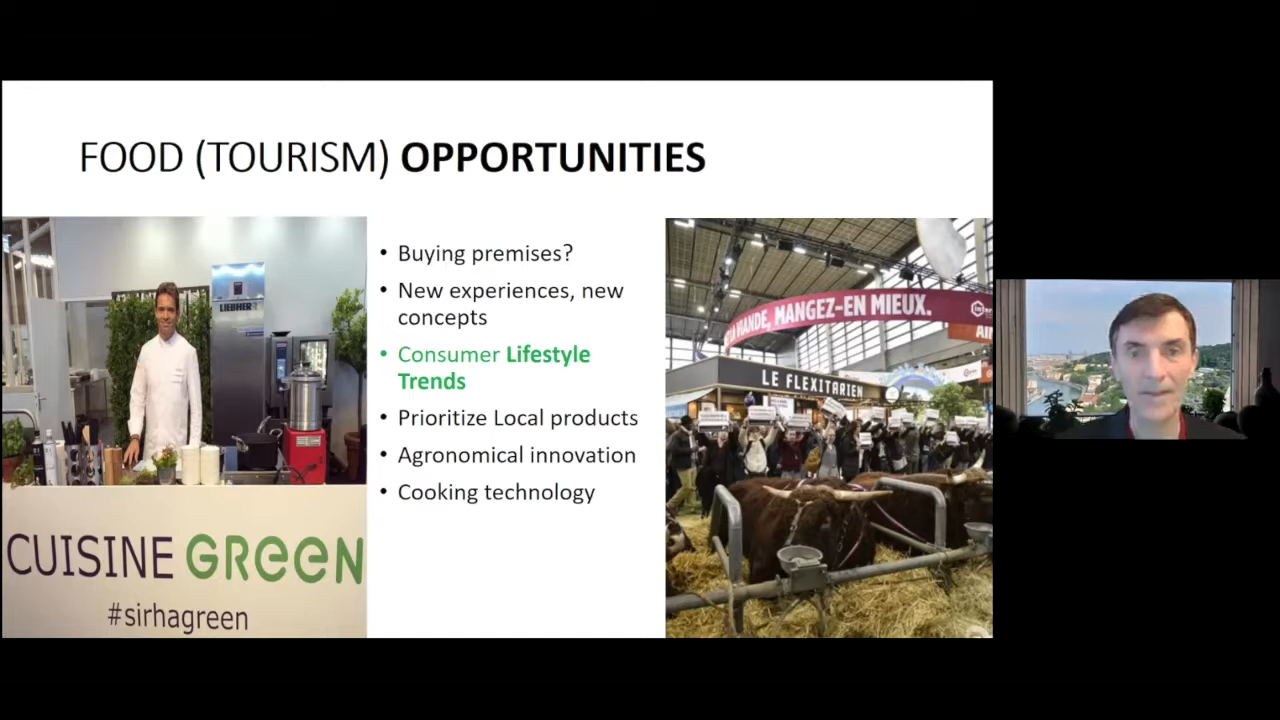 FOOD (TOURISM) OPPORTUNITIES
• Buying premises?
• New experiences, new
concepts
• Consumer Lifestyle
Trends
• Prioritize Local products
• Agronomical innovation
• Cooking technology
LIEBHERR
CUISINE GREEN
#sirhagreen
VIANDE, MANGEZ-EN MIEUX.
LE FLEXITARIEN